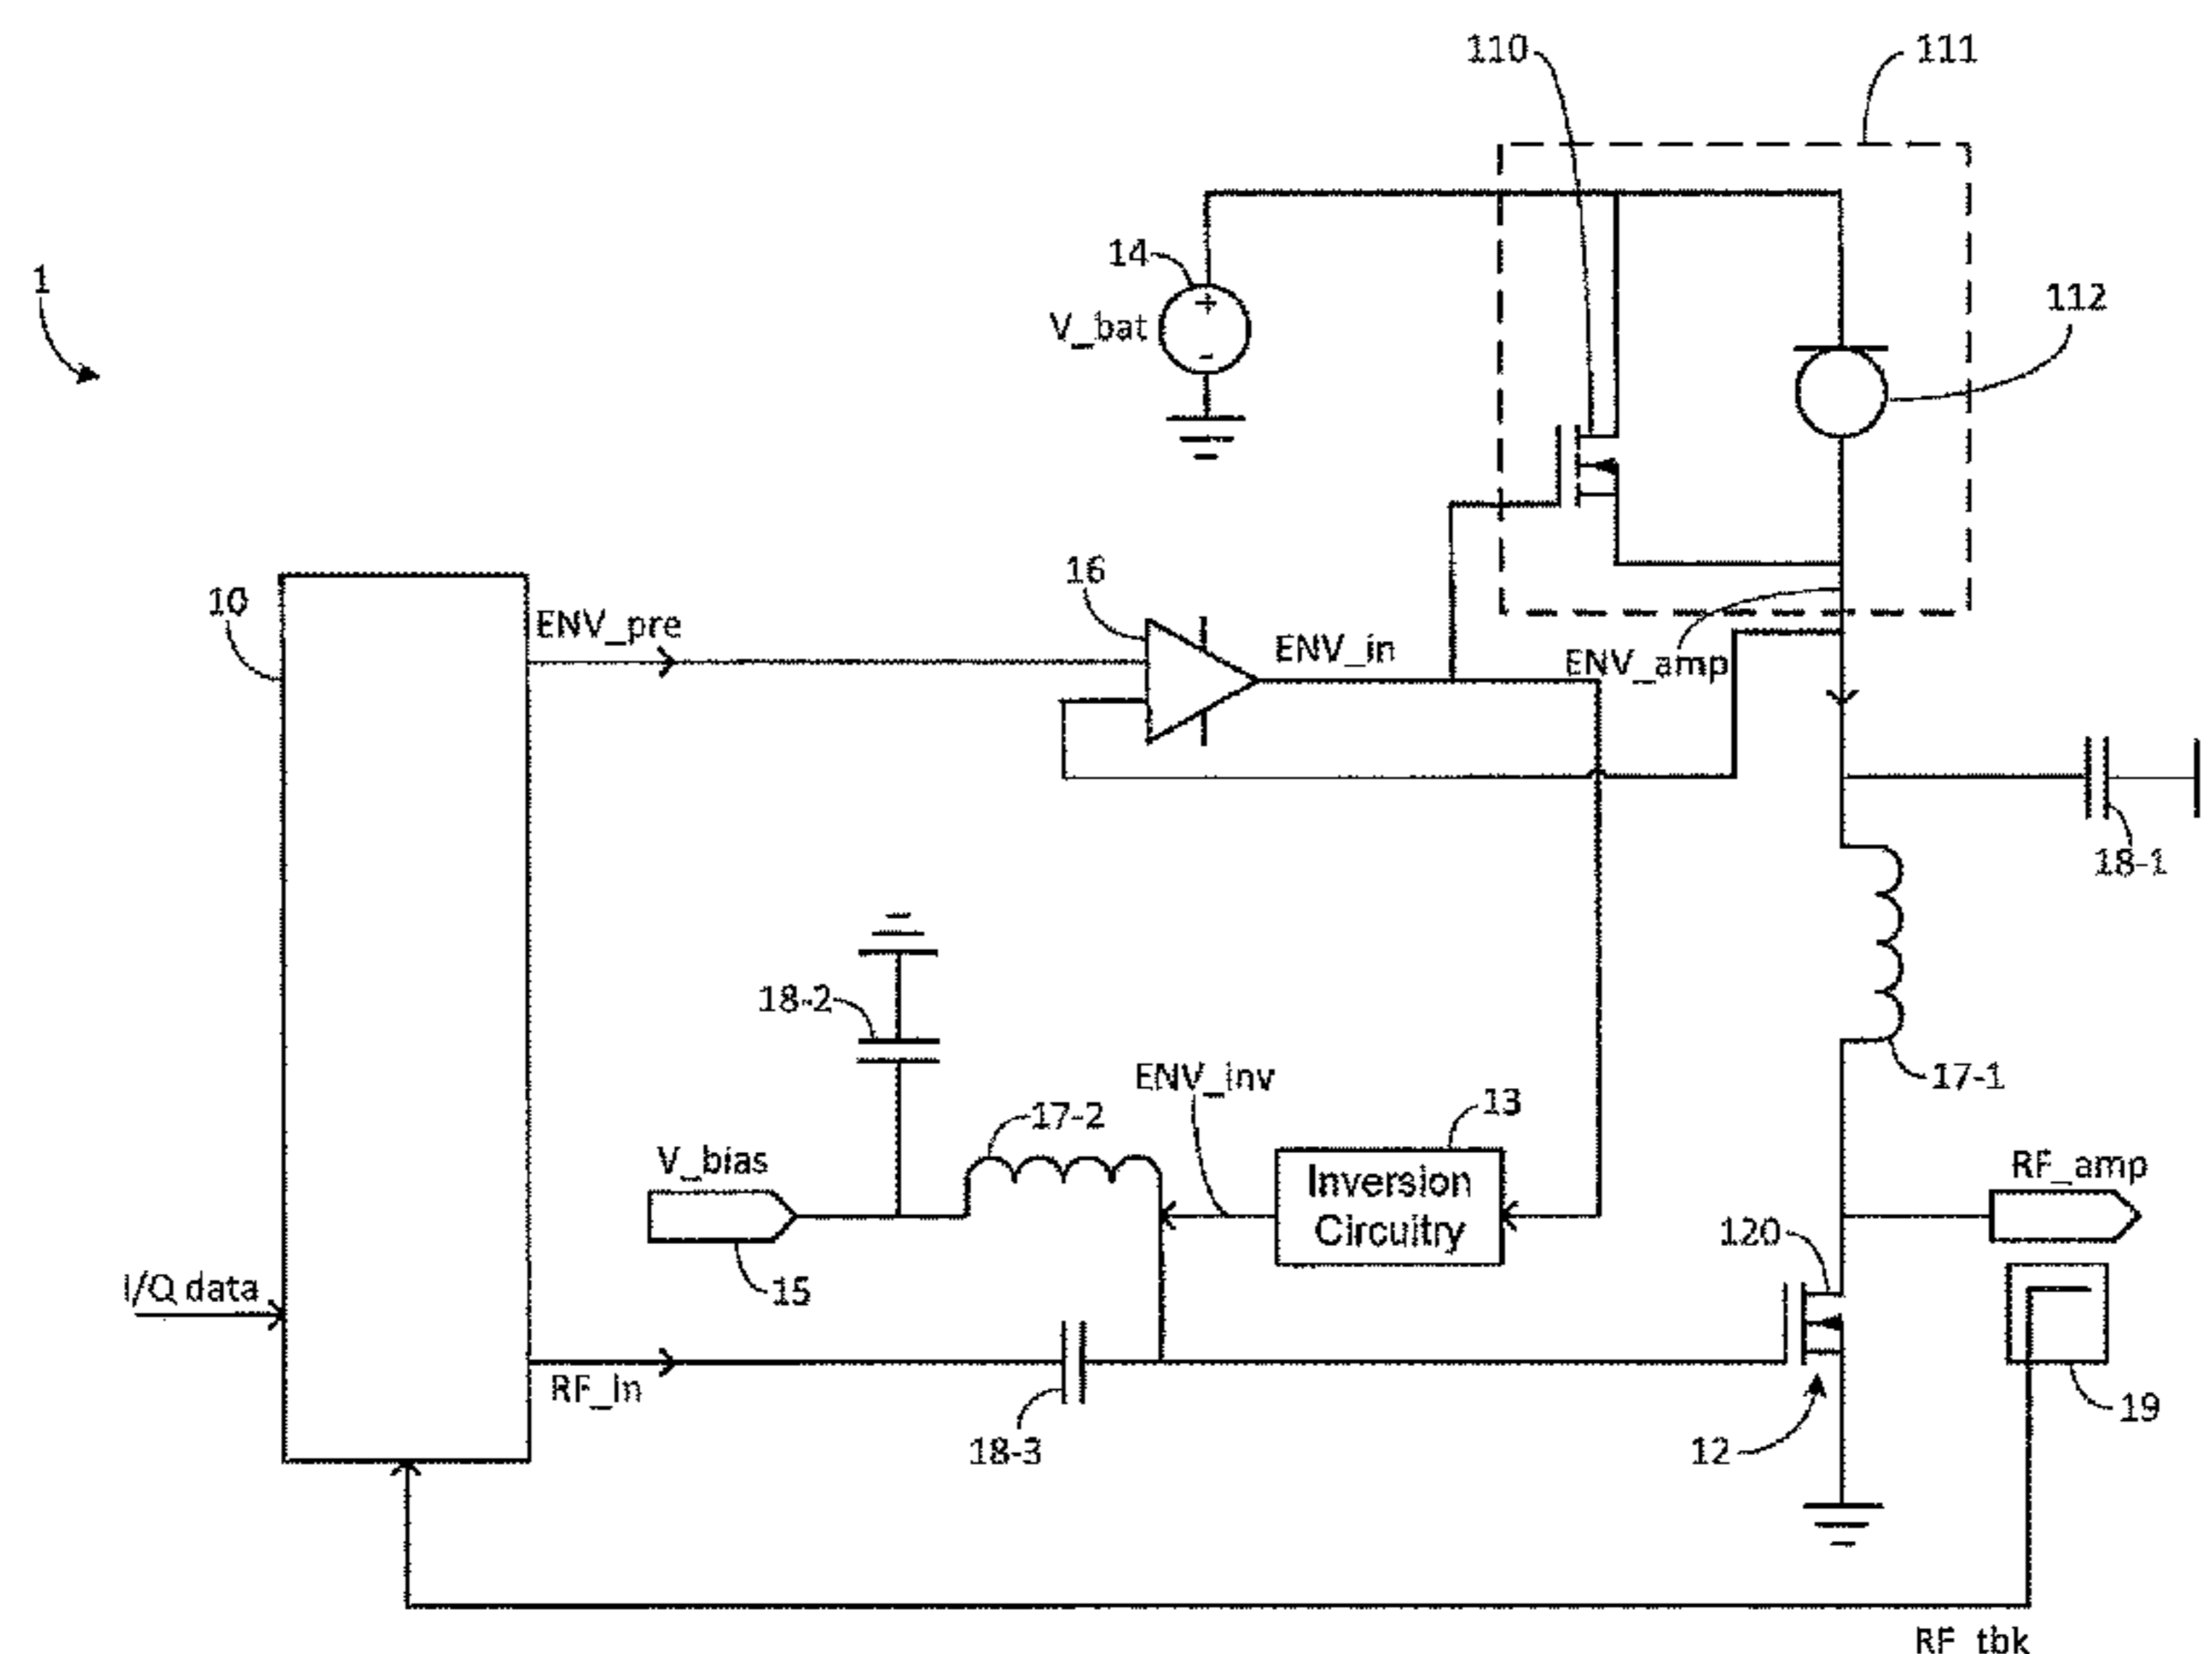 110
111
14
V_bat
+
-
112
1
16
10
ENV_pre
ENV_in
ENV_amp
18-1
18-2
ENV_inv
17-1
17-2
13
V_bias
Inversion
Circuitry
RF_amp
120
15
I/Q data
RF_in
18-3
12
19
RF_tbk